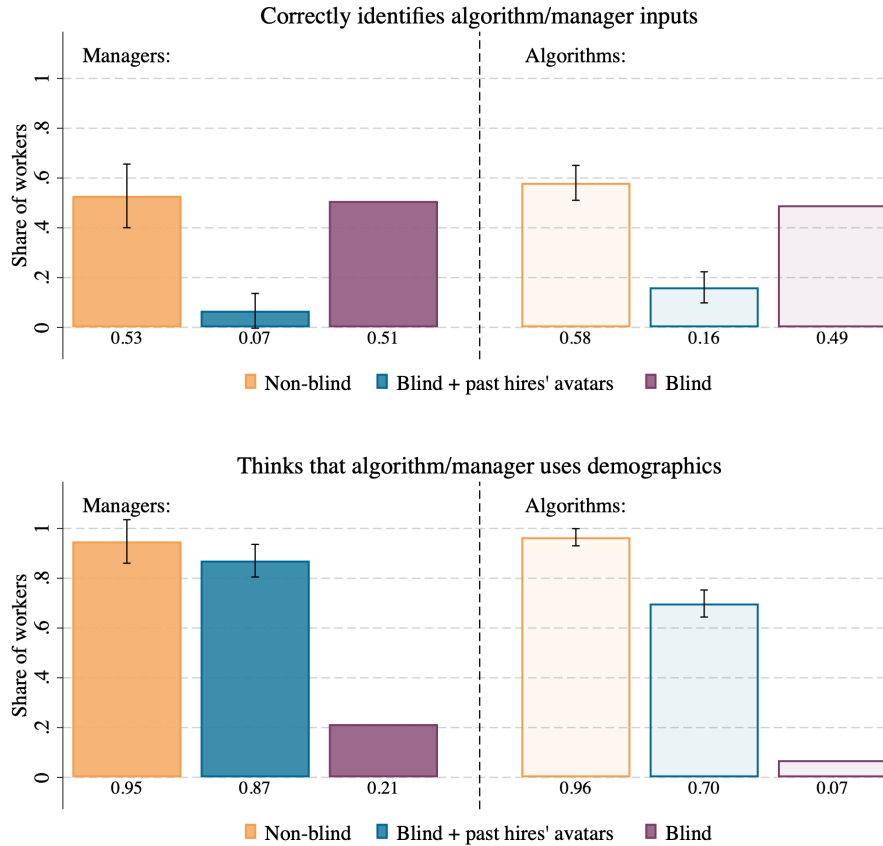 Correctly identifies algorithm/manager inputs
Managers:
Algorithms:
Share of workers
1
.8
.6
.4
.2
0
0.53 0.07 0.51 0.58 0.16 0.49
Non-blind Blind + past hires' avatars Blind
Thinks that algorithm/manager uses demographics
Managers:
Algorithms:
Share of workers
1
.8
.6
.4
.2
0
0.95 0.87 0.21 0.96 0.70 0.07
Non-blind Blind + past hires' avatars Blind